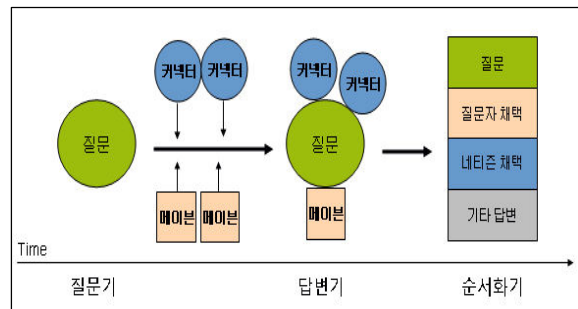 커넥터 커넥터
질문
메이븐 메이븐
커넥터 커넥터
질문
메이븐
질문
질문자 채택
네티즌 채택
기타 답변
Time
질문기 답변기 순서화기